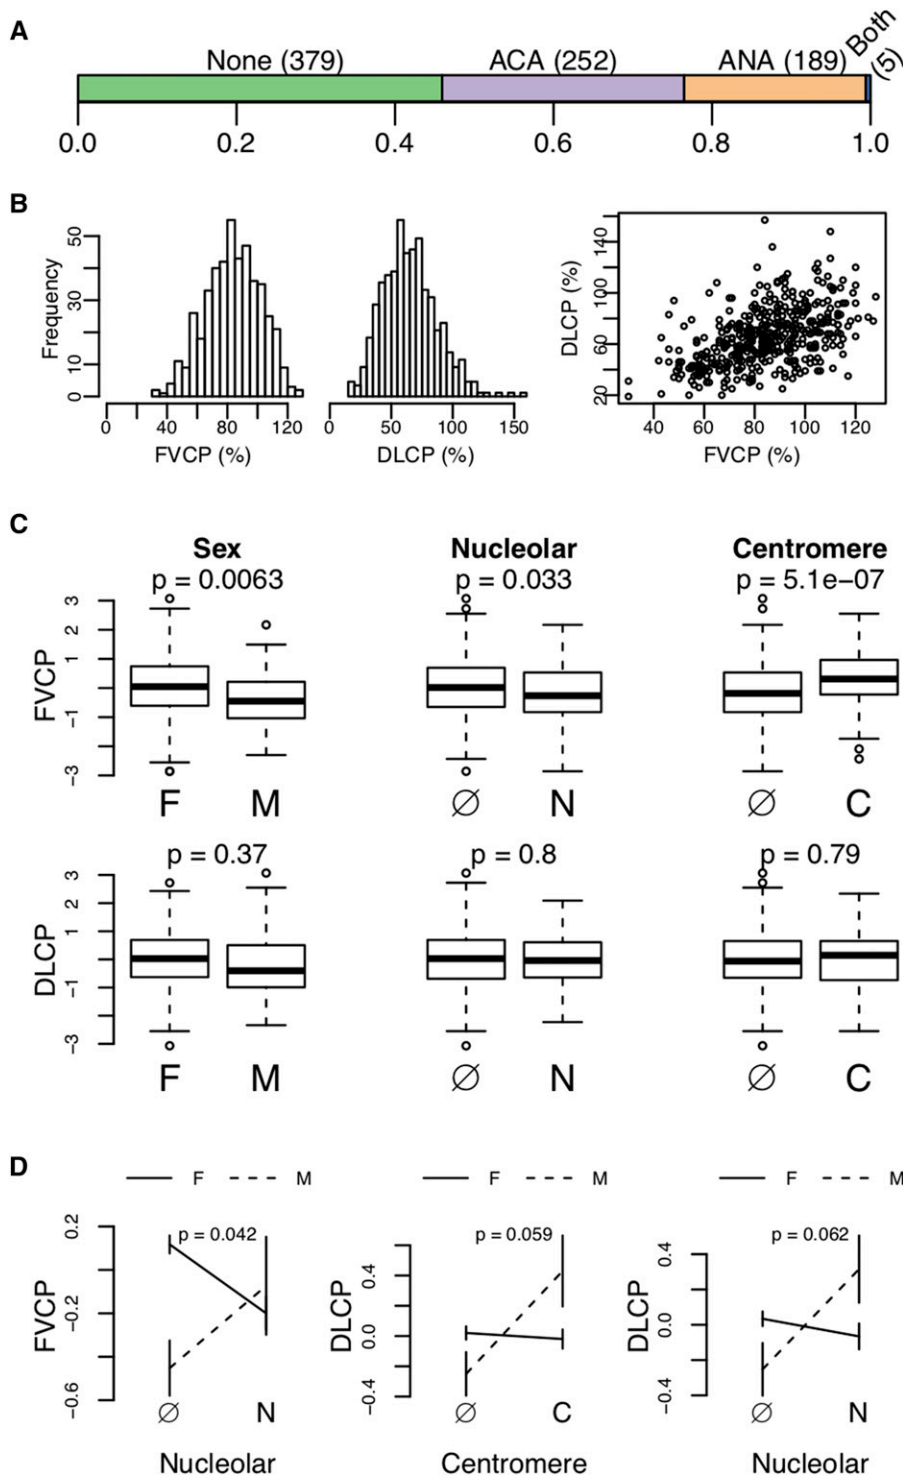 A
None (379) ACA (252) ANA (189) Both (5)
0.0 0.2 0.4 0.6 0.8 1.0
B
Frequency
0 10 30 50
0 40 80 120
FVCP (%)
0 50 100 150
DLCP (%)
DLCP (%)
20 60 100 140
40 60 80 100 120
FVCP (%)
C
Sex Nucleolar Centromere
p = 0.0063 p = 0.033 p = 5.1e−07
FVCP
3 2 1 −1 −3
F M ∅ N ∅ C
p = 0.37 p = 0.8 p = 0.79
DLCP
3 2 1 −1 −3
F M ∅ N ∅ C
D
F M F M F M
p = 0.042 p = 0.059 p = 0.062
FVCP
0.2 −0.2 −0.6
DLCP
0.4 0.0 −0.4
DLCP
0.4 0.0 −0.4
∅ N ∅ C ∅ N
Nucleolar Centromere Nucleolar